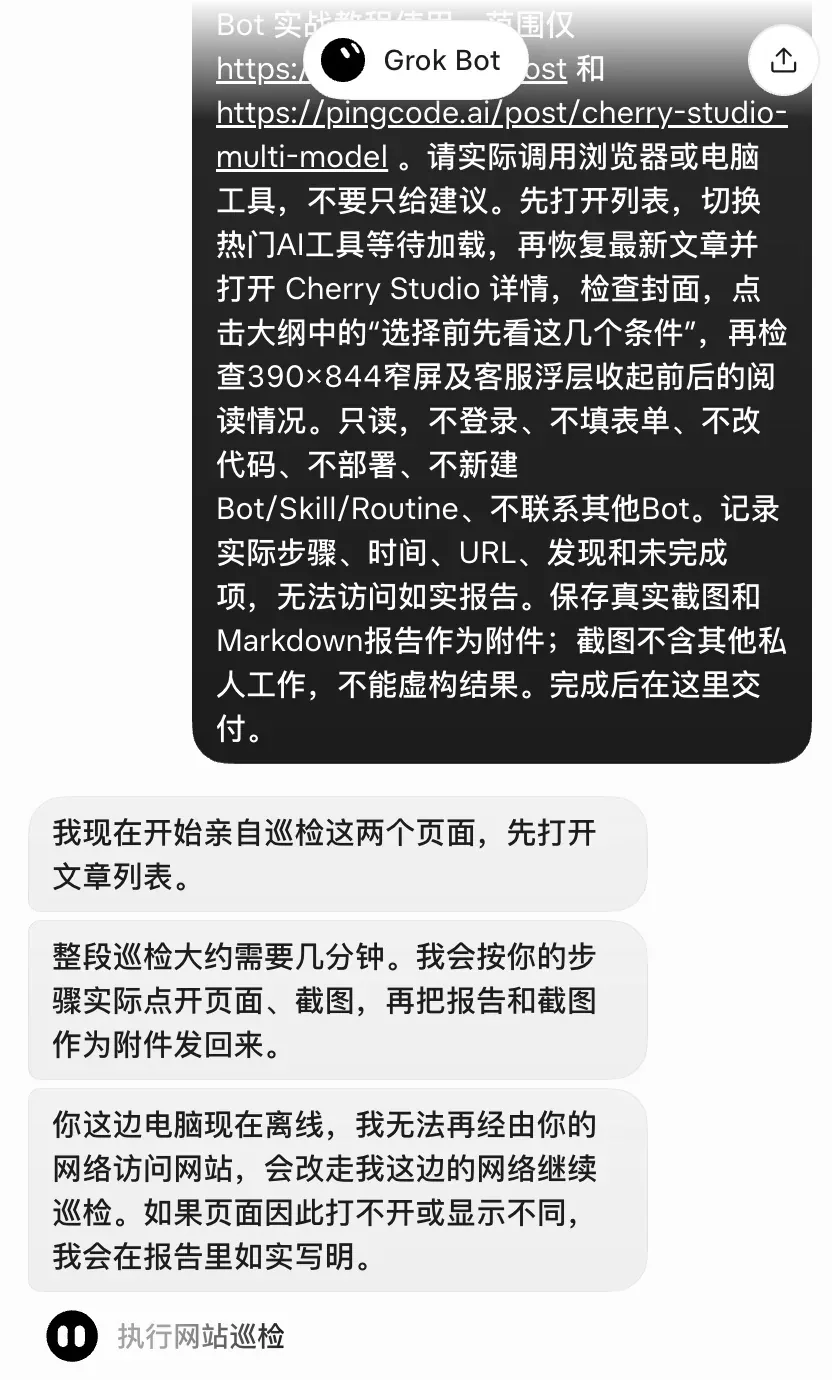 Bot 实战教程使用。范围仅
Grok Bot
https:/ ost 和
https://pingcode.ai/post/cherry-studio-
multi-model 。请实际调用浏览器或电脑
工具，不要只给建议。先打开列表，切换
热门AI工具等待加载，再恢复最新文章并
打开 Cherry Studio 详情，检查封面，点
击大纲中的“选择前先看这几个条件”，再检
查390×844窄屏及客服浮层收起前后的阅
读情况。只读，不登录、不填表单、不改
代码、不部署、不新建
Bot/Skill/Routine、不联系其他Bot。记录
实际步骤、时间、URL、发现和未完成
项，无法访问如实报告。保存真实截图和
Markdown报告作为附件；截图不含其他私
人工作，不能虚构结果。完成后在这里交
付。
我现在开始亲自巡检这两个页面，先打开
文章列表。
整段巡检大约需要几分钟。我会按你的步
骤实际点开页面、截图，再把报告和截图
作为附件发回来。
你这边电脑现在离线，我无法再经由你的
网络访问网站，会改走我这边的网络继续
巡检。如果页面因此打不开或显示不同，
我会在报告里如实写明。
执行网站巡检